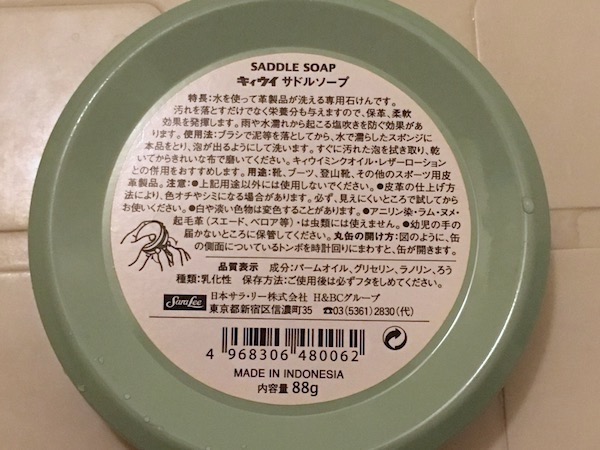 SADDLE SOAP
キィウイ サドルソープ
特長:水を使って革製品が洗える専用石けんです。
汚れを落とすだけでなく栄養分も与えますので、保革、柔軟
効果を発揮します。雨や水濡れから起こる塩吹きを防ぐ効果があ
ります。使用法:ブラシで泥等を落としてから、水で濡らしたスポンジに
本品をとり、泡が出るようにして洗います。すぐに汚れた泡を拭き取り、乾
いてからきれいな布で磨いてください。キィウイミンクオイル・レザーローション
との併用をおすすめします。用途:靴、ブーツ、登山靴、その他のスポーツ用皮
革製品。注意:●上記用途以外には使用しないでください。●皮革の仕上げ方
法により、色オチやシミになる場合があります。必ず、見えにくいところで試してから
お使いください。●白や淡い色物は変色することがあります。●アニリン染・ラム・ヌメ・
起毛革(スエード、ベロア等)・は虫類には使えません。●幼児の手の
届かないところに保管してください。丸缶の開け方:図のように、缶
の側面についているトンボを時計回りにまわすと、缶が開きます。
品質表示 成分:パームオイル、グリセリン、ラノリン、ろう
種類:乳化性 保存方法:ご使用後は必ずフタをしめてください。
Sara Lee 日本サラ・リー株式会社 H&BCグループ
東京都新宿区信濃町35 ☎03(5361)2830(代)
4 968306 480062
MADE IN INDONESIA
内容量88g